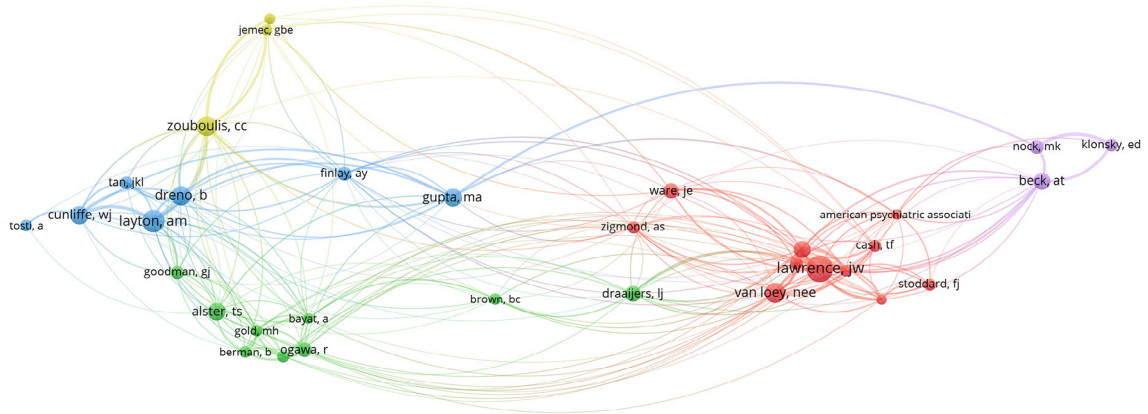 jemec, gbe
zouboulis, cc
nock, mk
klonsky, ed
finlay, ay
tan, jkl
beck, at
ware, je
dreno, b
gupta, ma
cunliffe, wj
american psychiatric associati
layton, am
tosti, a
zigmond, as
cash, tf
lawrence, jw
goodman, gj
stoddard, fj
van loey, nee
draaijers, lj
brown, bc
alster, ts
bayat, a
gold, mh
berman, b
ogawa, r